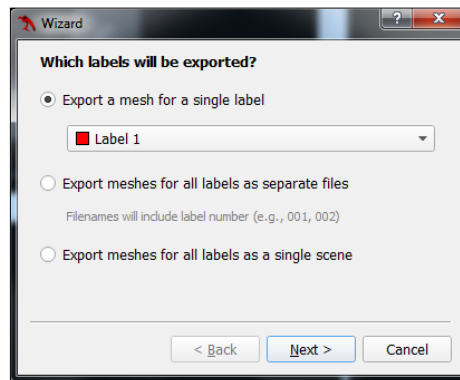 Wizard
Which labels will be exported?
Export a mesh for a single label
Label 1
Export meshes for all labels as separate files
Filenames will include label number (e.g., 001, 002)
Export meshes for all labels as a single scene
< Back Next > Cancel